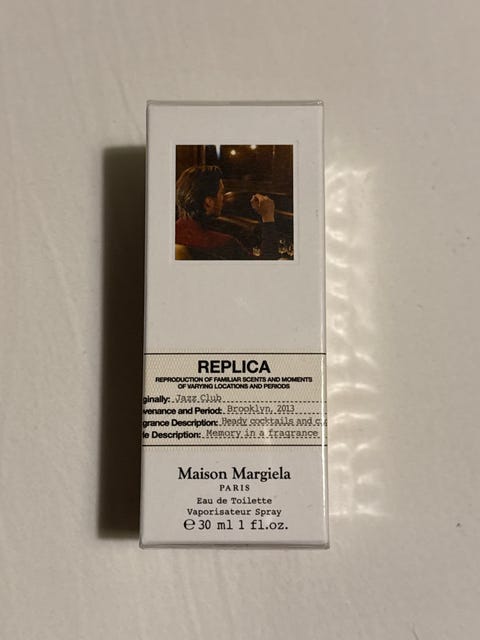 REPLICA
REPRODUCTION OF FAMILIAR SCENTS AND MOMENTS
OF VARYING LOCATIONS AND PERIODS
ginally: Jazz Club
venance and Period: Brooklyn, 2013
grance Description: Heady cocktails and
le Description: Memory in a fragrance
Maison Margiela
PARIS
Eau de Toilette
Vaporisateur Spray
℮ 30 ml 1 fl.oz.